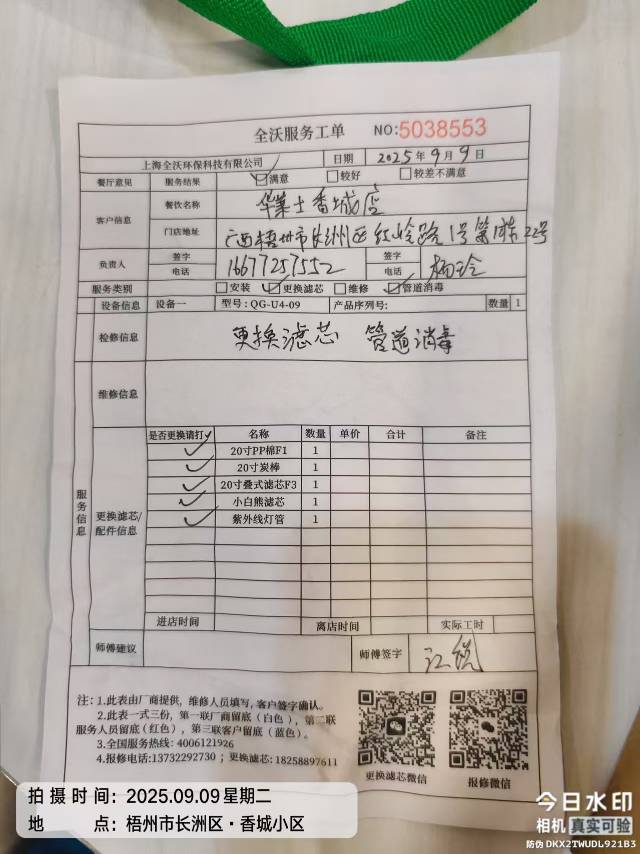 全沃服务工单 NO:5038553
上海全沃环保科技有限公司 日期 2025年9月9日
餐厅意见 服务结果 ☑满意 □较好 □较差不满意
客户信息 餐饮名称 华莱士香城店
门店地址 广西梧州市长洲区红岭路1号第1栋22号
负责人 签字 电话 16677257552 签字 电话 杨玲
服务类别 □安装 ☑更换滤芯 □维修 ☑管道消毒
设备信息 设备一 型号:QG-U4-09 产品序列号: 数量 1
检修信息 更换滤芯 管道消毒
维修信息
服务信息
更换滤芯/配件信息
是否更换请打✓ 名称 数量 单价 合计 备注
✓ 20寸PP棉F1 1
✓ 20寸炭棒 1
✓ 20寸叠式滤芯F3 1
✓ 小白熊滤芯 1
✓ 紫外线灯管 1
进店时间 离店时间 实际工时
师傅建议 师傅签字
注:1.此表由厂商提供,维修人员填写,客户签字确认。
2.此表一式三份,第一联厂商留底(白色),第二联
服务人员留底(红色),第三联客户留底(蓝色)。
3.全国服务热线:4006121926
4.报修电话:13732292730;更换滤芯:18258897611
更换滤芯微信 报修微信
拍摄时间:2025.09.09 星期二
地点:梧州市长洲区·香城小区
今日水印
相机 真实可验
防伪 DKX2TWUDL921B3